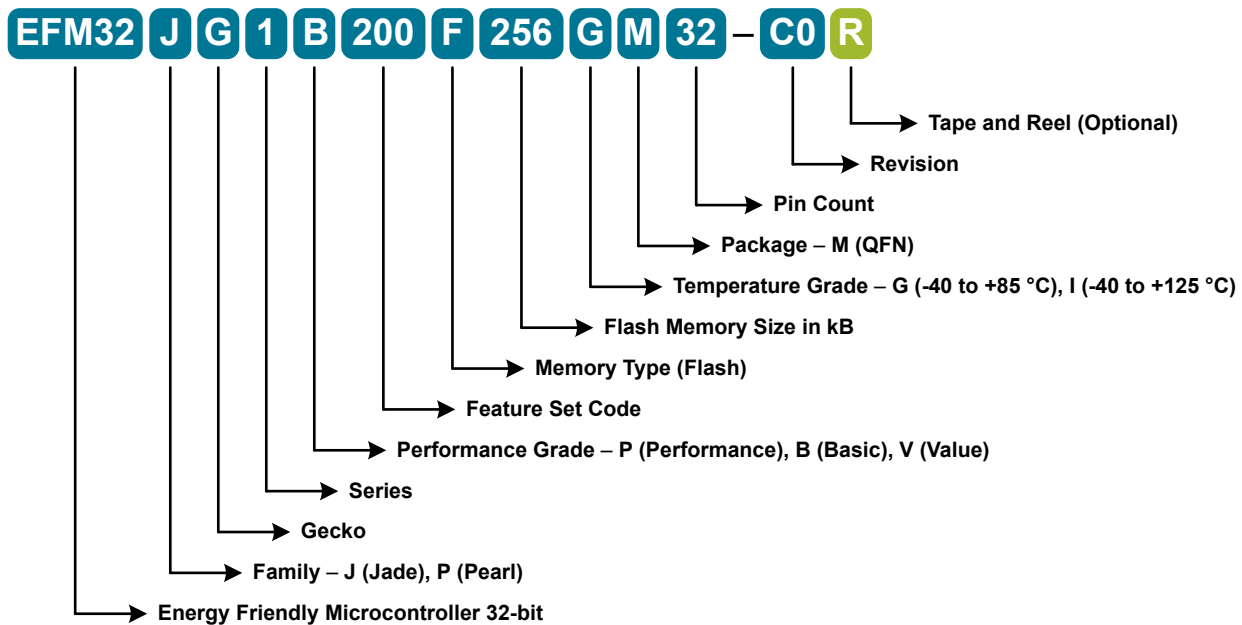 EFM32 J G 1 B 200 F 256 G M 32 – C0 R
Tape and Reel (Optional)
Revision
Pin Count
Package – M (QFN)
Temperature Grade – G (-40 to +85 °C), I (-40 to +125 °C)
Flash Memory Size in kB
Memory Type (Flash)
Feature Set Code
Performance Grade – P (Performance), B (Basic), V (Value)
Series
Gecko
Family – J (Jade), P (Pearl)
Energy Friendly Microcontroller 32-bit